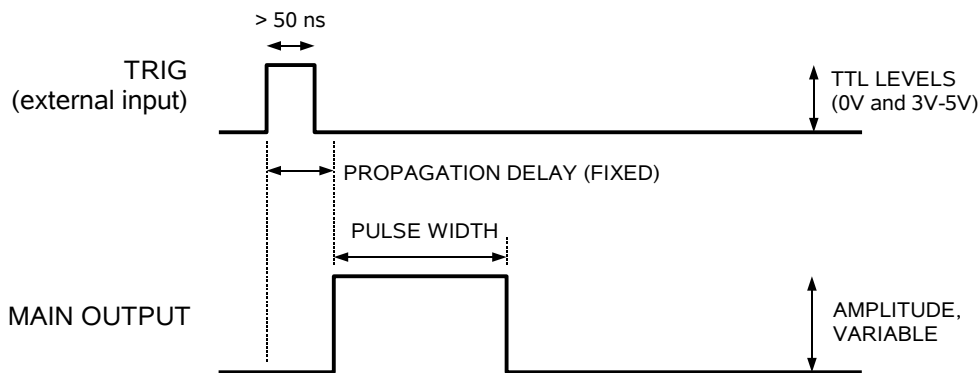 > 50 ns
TRIG
(external input)
TTL LEVELS
(0V and 3V-5V)
PROPAGATION DELAY (FIXED)
PULSE WIDTH
MAIN OUTPUT
AMPLITUDE,
VARIABLE